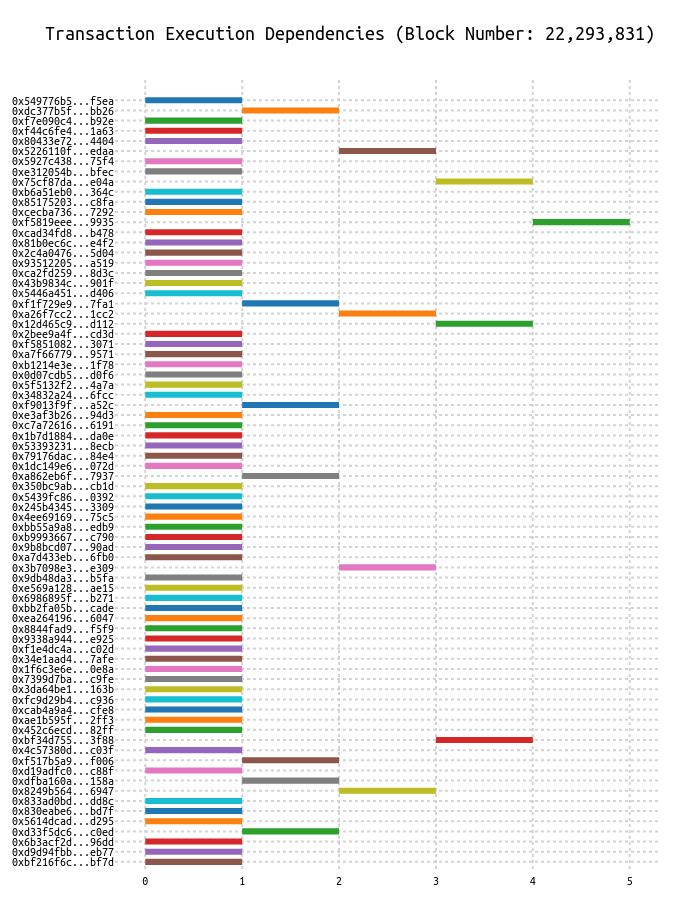 Transaction Execution Dependencies (Block Number: 22,293,831)
0x549776b5...f5ea
0xdc377b5f...bb26
0xf7e090c4...b92e
0xf44c6fe4...1a63
0x80433e72...4404
0x5226110f...edaa
0x5927c438...75f4
0xe312054b...bfec
0x75cf87da...e04a
0xb6a51eb0...364c
0x85175203...c8fa
0xcecba736...7292
0xf5819eee...9935
0xcad34fd8...b478
0x81b0ec6c...e4f2
0x2c4a0476...5d04
0x93512205...a519
0xca2fd259...8d3c
0x43b9834c...901f
0x5446a451...d406
0xf1f729e9...7fa1
0xa26f7cc2...1cc2
0x12d465c9...d112
0x2bee9a4f...cd3d
0xf5851082...3071
0xa7f66779...9571
0xb1214e3e...1f78
0x0d07cdb5...d0f6
0x5f5132f2...4a7a
0x34832a24...6fcc
0xf9013f9f...a52c
0xe3af3b26...94d3
0xc7a72616...6191
0x1b7d1884...da0e
0x53393231...8ecb
0x79176dac...84e4
0x1dc149e6...072d
0xa862eb6f...7937
0x350bc9ab...cb1d
0x5439fc86...0392
0x245b4345...3309
0x4ee69169...75c5
0xbb55a9a8...edb9
0xb9993667...c790
0x9b8bcd07...90ad
0xa7d433eb...6fb0
0x3b7098e3...e309
0x9db48da3...b5fa
0xe569a128...ae15
0x6986895f...b271
0xbb2fa05b...cade
0xea264196...6047
0x8844fad9...f5f9
0x9338a944...e925
0xf1e4dc4a...c02d
0x34e1aad4...7afe
0x1f6c3e6e...0e8a
0x7399d7ba...c9fe
0x3da64be1...163b
0xfc9d29b4...c936
0xcab4a9a4...cfe8
0xae1b595f...2ff3
0x452c6ecd...82ff
0xbf34d755...3f88
0x4c57380d...c03f
0xf517b5a9...f006
0xd19adfc0...c88f
0xdfba160a...158a
0x8249b564...6947
0x833ad0bd...dd8c
0x830eabe6...bd7f
0x5614dcad...d295
0xd33f5dc6...c0ed
0x6b3acf2d...96dd
0xd9d94fbb...eb77
0xbf216f6c...bf7d
0 1 2 3 4 5